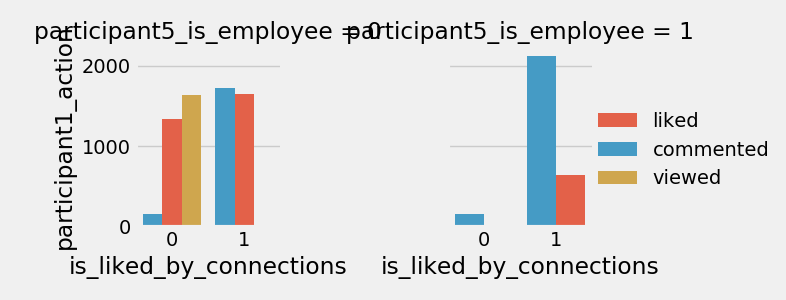 participant5_is_employee = 0
participant5_is_employee = 1
participant1_action
2000
1000
0
0 1
is_liked_by_connections
0 1
is_liked_by_connections
liked
commented
viewed